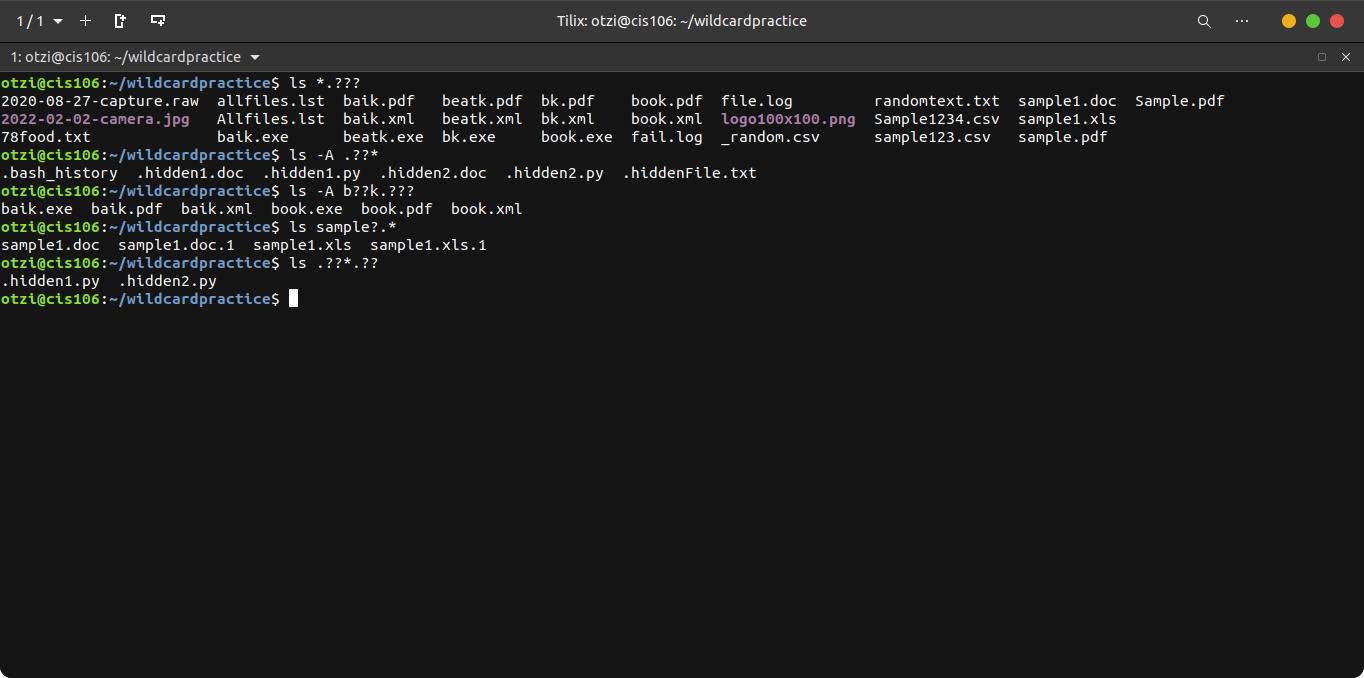 1 / 1 Tilix: otzi@cis106: ~/wildcardpractice
1: otzi@cis106: ~/wildcardpractice
otzi@cis106:~/wildcardpractice$ ls *.???
2020-08-27-capture.raw  allfiles.lst  baik.pdf   beatk.pdf  bk.pdf    book.pdf  file.log       randomtext.txt  sample1.doc  Sample.pdf
2022-02-02-camera.jpg   Allfiles.lst  baik.xml   beatk.xml  bk.xml    book.xml  logo100x100.png  Sample1234.csv  sample1.xls
78food.txt              baik.exe      beatk.exe  bk.exe     book.exe  fail.log  _random.csv    sample123.csv   sample.pdf
otzi@cis106:~/wildcardpractice$ ls -A .??*
.bash_history  .hidden1.doc  .hidden1.py  .hidden2.doc  .hidden2.py  .hiddenFile.txt
otzi@cis106:~/wildcardpractice$ ls -A b??k.???
baik.exe  baik.pdf  baik.xml  book.exe  book.pdf  book.xml
otzi@cis106:~/wildcardpractice$ ls sample?.*
sample1.doc  sample1.doc.1  sample1.xls  sample1.xls.1
otzi@cis106:~/wildcardpractice$ ls .??*.??
.hidden1.py  .hidden2.py
otzi@cis106:~/wildcardpractice$